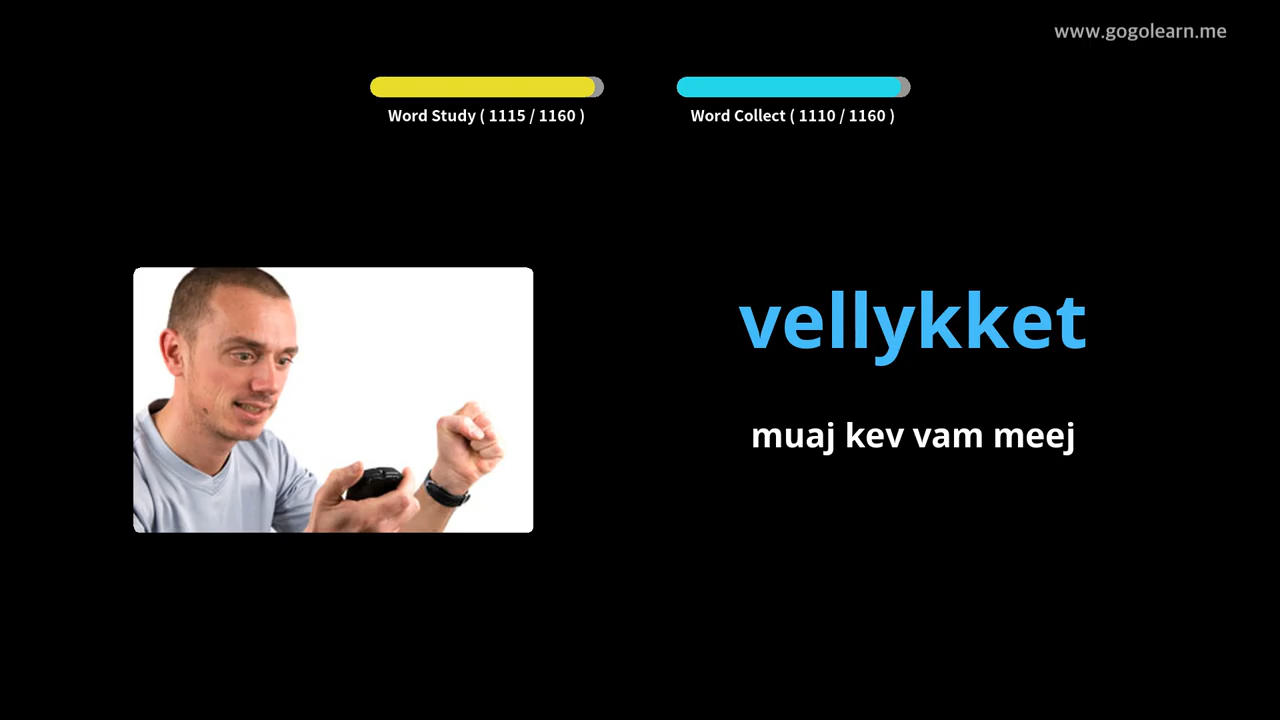 www.gogolearn.me
Word Study ( 1115 / 1160 )
Word Collect ( 1110 / 1160 )
vellykket
muaj kev vam meej